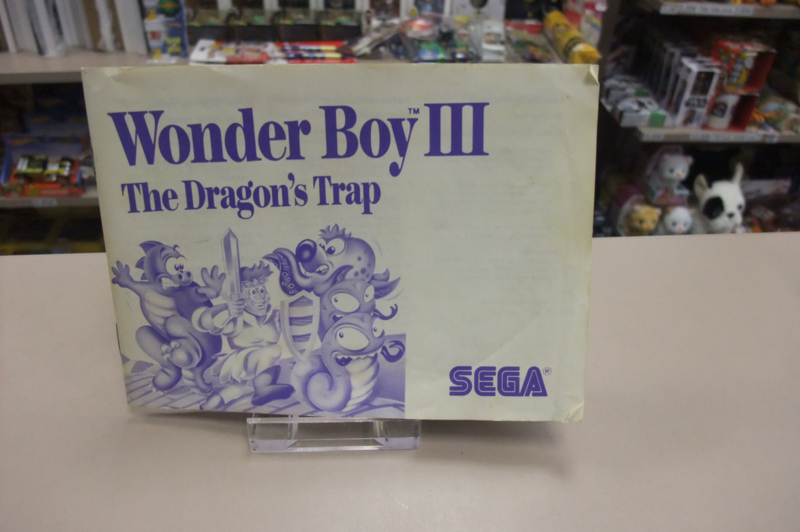 Wonder Boy™ III
The Dragon's Trap
SEGA®